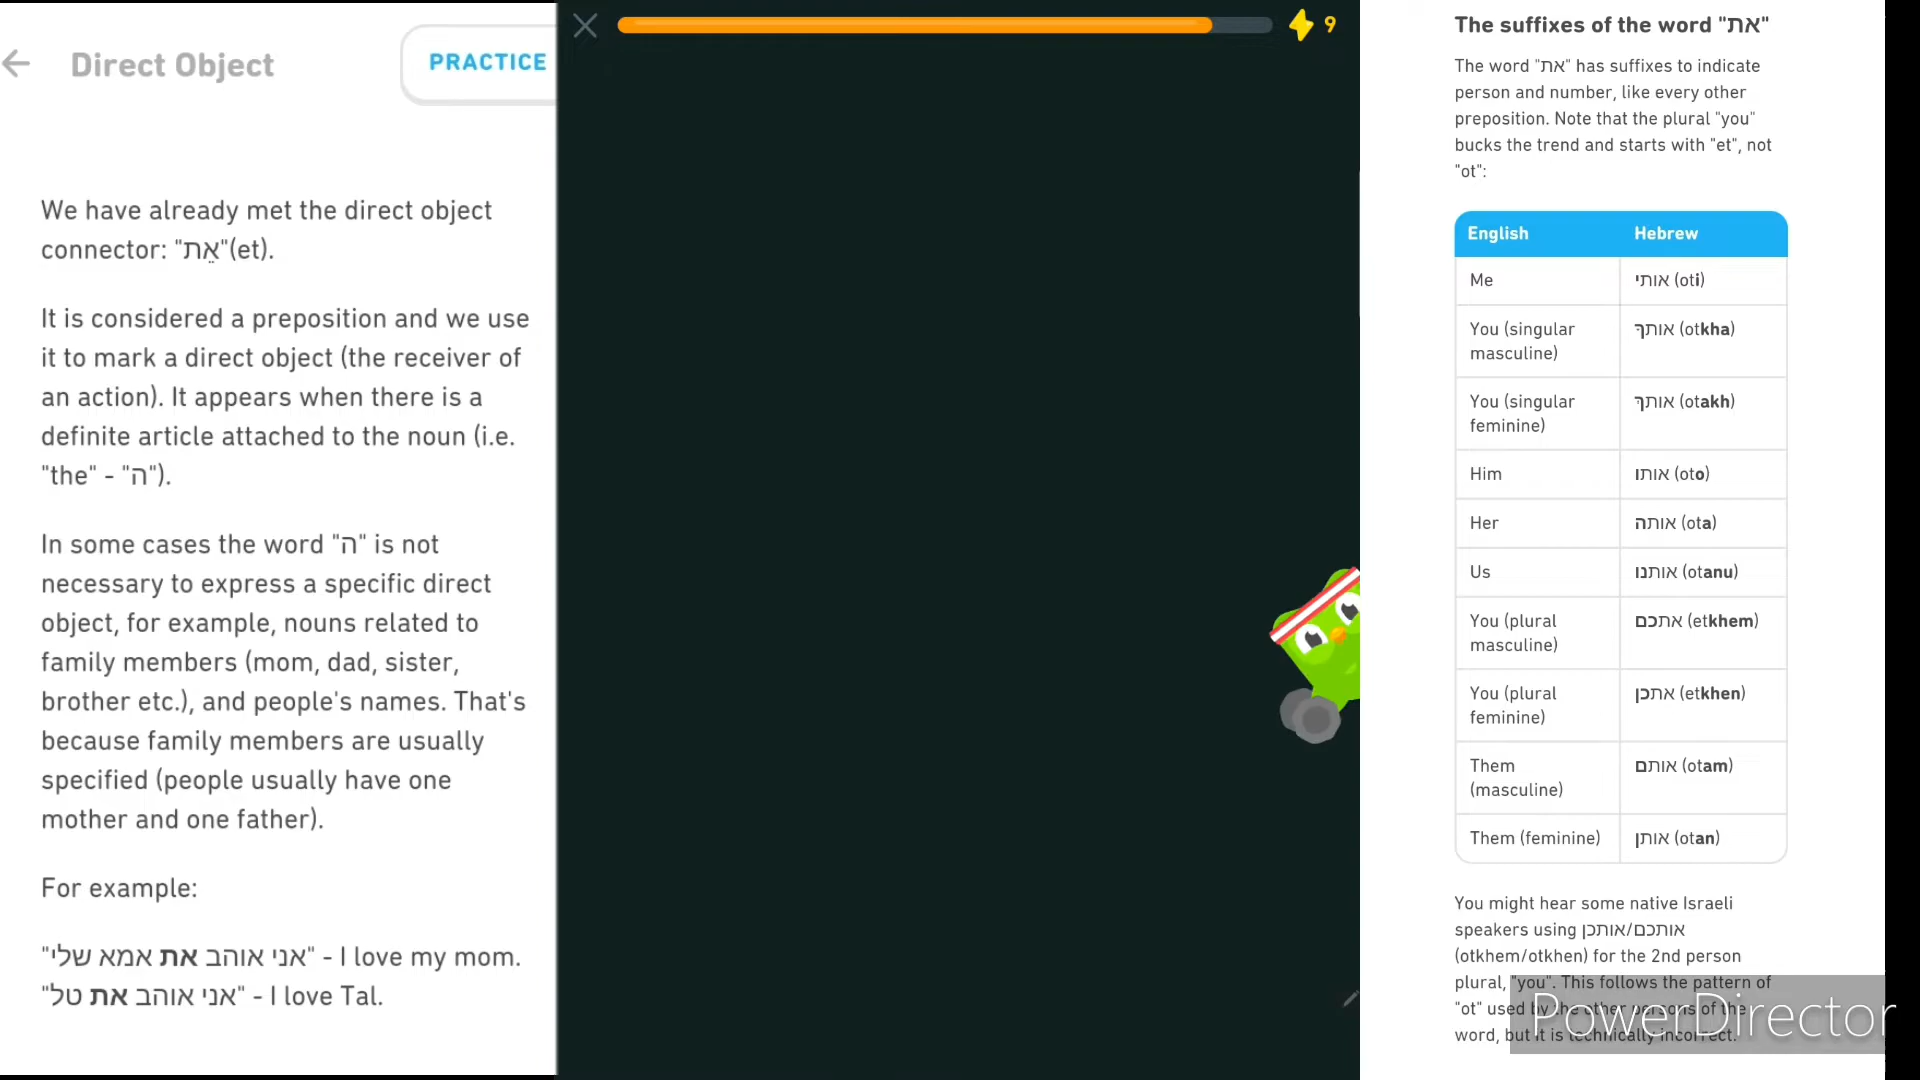 Direct Object
PRACTICE
We have already met the direct object
connector: "אֵת"(et).
It is considered a preposition and we use
it to mark a direct object (the receiver of
an action). It appears when there is a
definite article attached to the noun (i.e.
"the" - "ה").
In some cases the word "ה" is not
necessary to express a specific direct
object, for example, nouns related to
family members (mom, dad, sister,
brother etc.), and people's names. That's
because family members are usually
specified (people usually have one
mother and one father).
For example:
"אני אוהב את אמא שלי" - I love my mom.
"אני אוהב את טל" - I love Tal.
9
The suffixes of the word "את"
The word "את" has suffixes to indicate
person and number, like every other
preposition. Note that the plural "you"
bucks the trend and starts with "et", not
"ot":
English Hebrew
Me אותי (oti)
You (singular
masculine) אותךָ (otkha)
You (singular
feminine) אותךְ (otakh)
Him אותו (oto)
Her אותה (ota)
Us אותנו (otanu)
You (plural
masculine) אתכם (etkhem)
You (plural
feminine) אתכן (etkhen)
Them
(masculine) אותם (otam)
Them (feminine) אותן (otan)
You might hear some native Israeli
speakers using אותכם/אותכן
(otkhem/otkhen) for the 2nd person
plural, "you". This follows the pattern of
"ot" used by the other persons of the
word, but it is technically incorrect.
PowerDirector